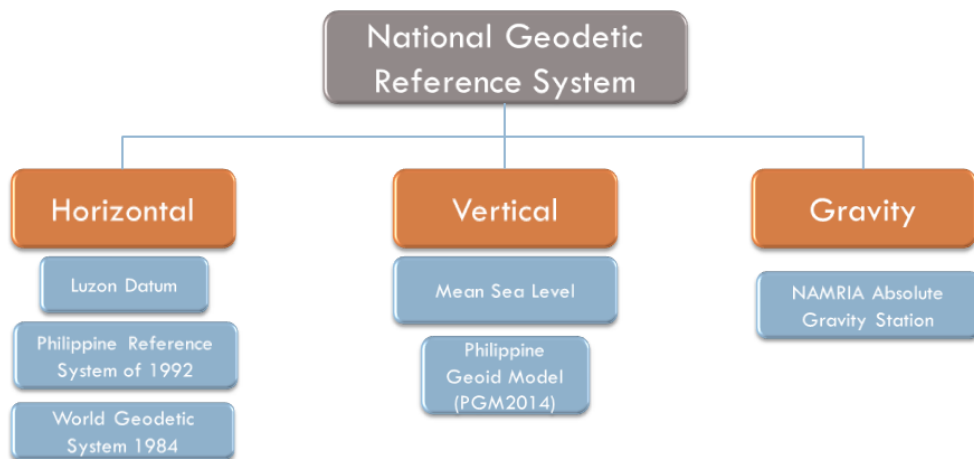 National Geodetic
Reference System
Horizontal
Vertical
Gravity
Luzon Datum
Philippine Reference
System of 1992
World Geodetic
System 1984
Mean Sea Level
Philippine
Geoid Model
(PGM2014)
NAMRIA Absolute
Gravity Station